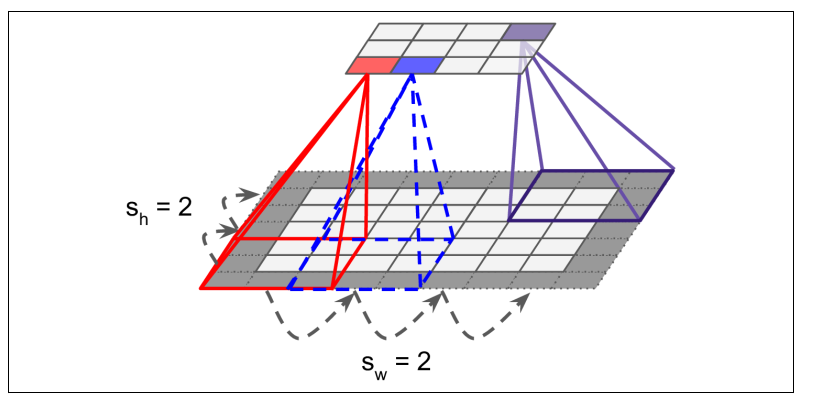 s_h = 2
s_w = 2